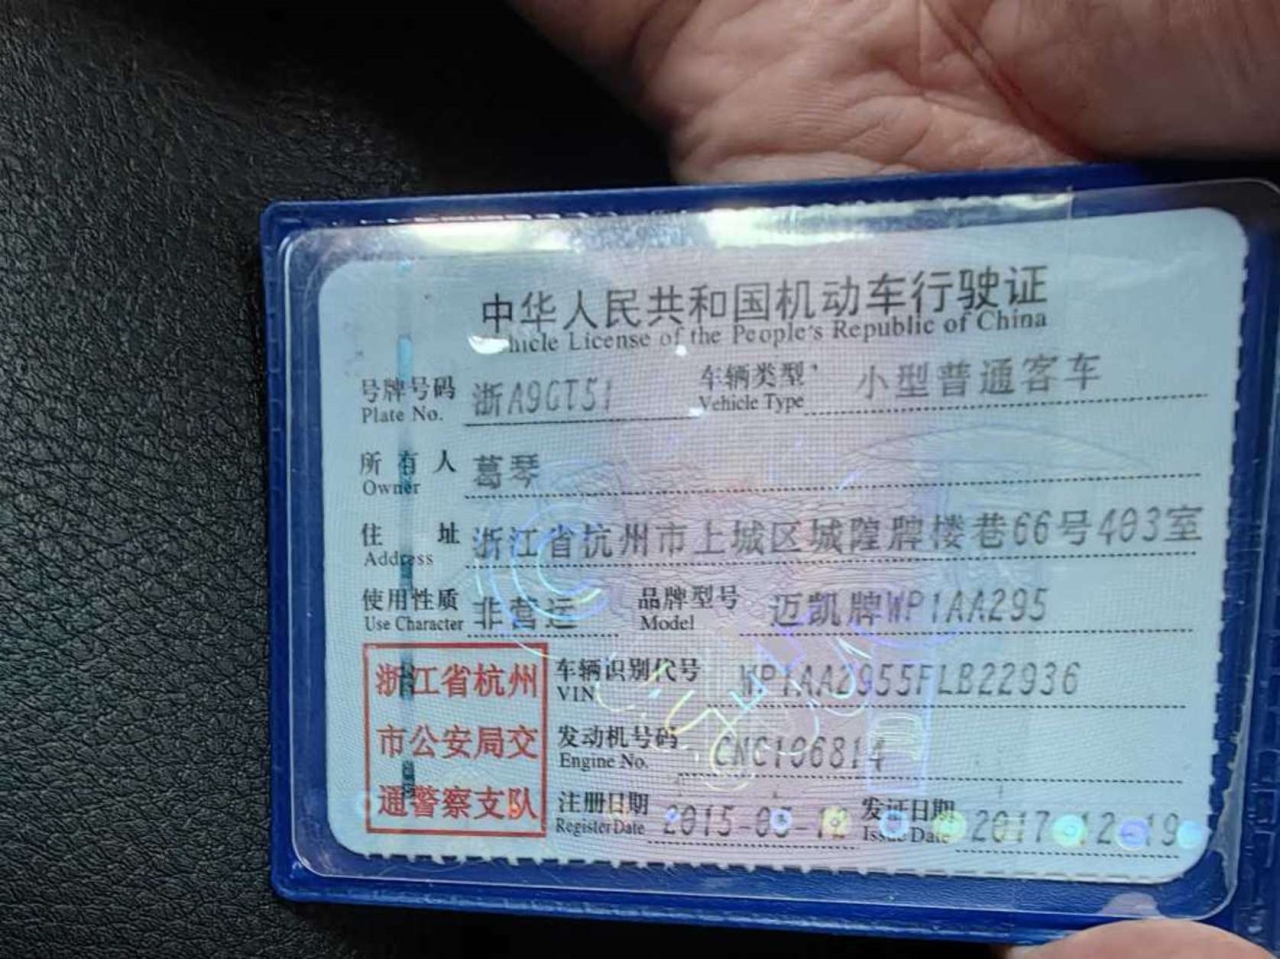 中华人民共和国机动车行驶证
Vehicle License of the People's Republic of China
号牌号码 浙A9GT51 车辆类型 小型普通客车
Plate No. Vehicle Type
所有人 葛琴
Owner
住址 浙江省杭州市上城区城隍牌楼巷66号403室
Address
使用性质 非营运 品牌型号 迈凯牌WP1AA295
Use Character Model
浙江省杭州 车辆识别代号 WP1AA2955FLB22936
VIN
市公安局交 发动机号码 CNC106814
Engine No.
通警察支队 注册日期 2015-05-12 发证日期 2017-12-19
Register Date Issue Date